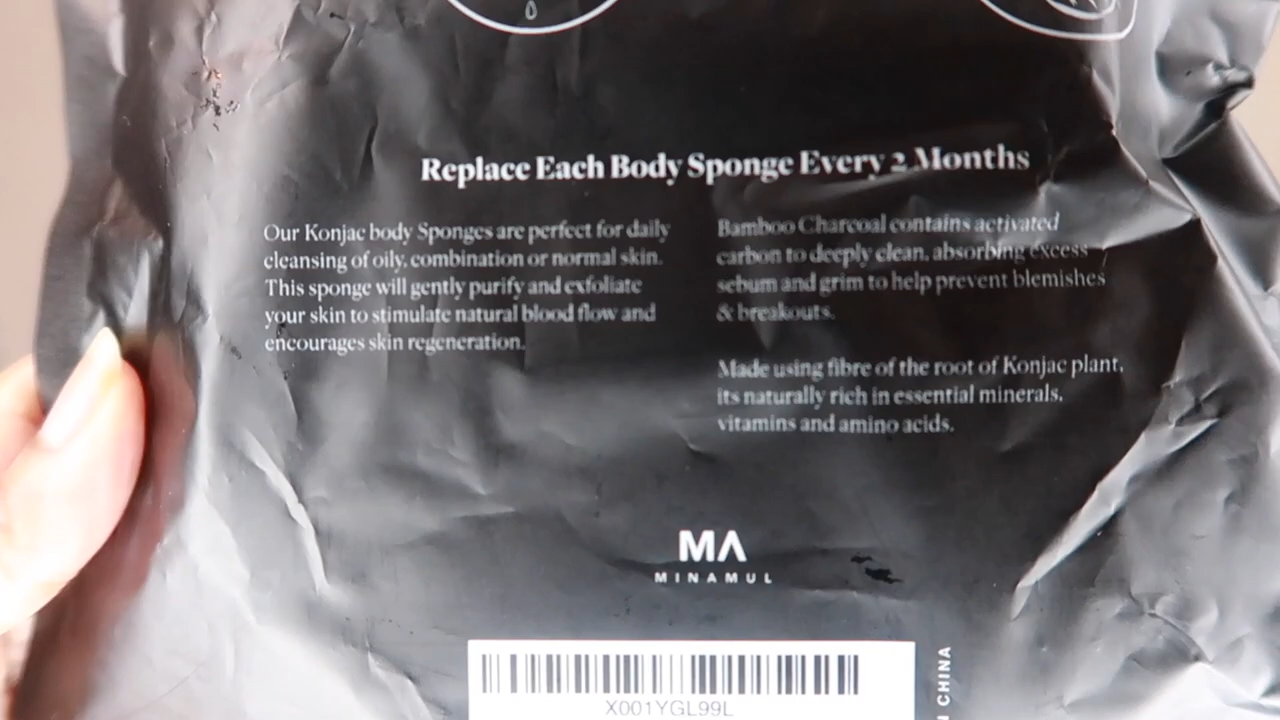 Replace Each Body Sponge Every 2 Months
Our Konjac body Sponges are perfect for daily
cleansing of oily, combination or normal skin.
This sponge will gently purify and exfoliate
your skin to stimulate natural blood flow and
encourages skin regeneration.
Bamboo Charcoal contains activated
carbon to deeply clean, absorbing excess
sebum and grim to help prevent blemishes
& breakouts.
Made using fibre of the root of Konjac plant,
its naturally rich in essential minerals,
vitamins and amino acids.
MA
MINAMUL
X001YGL99L
CHINA